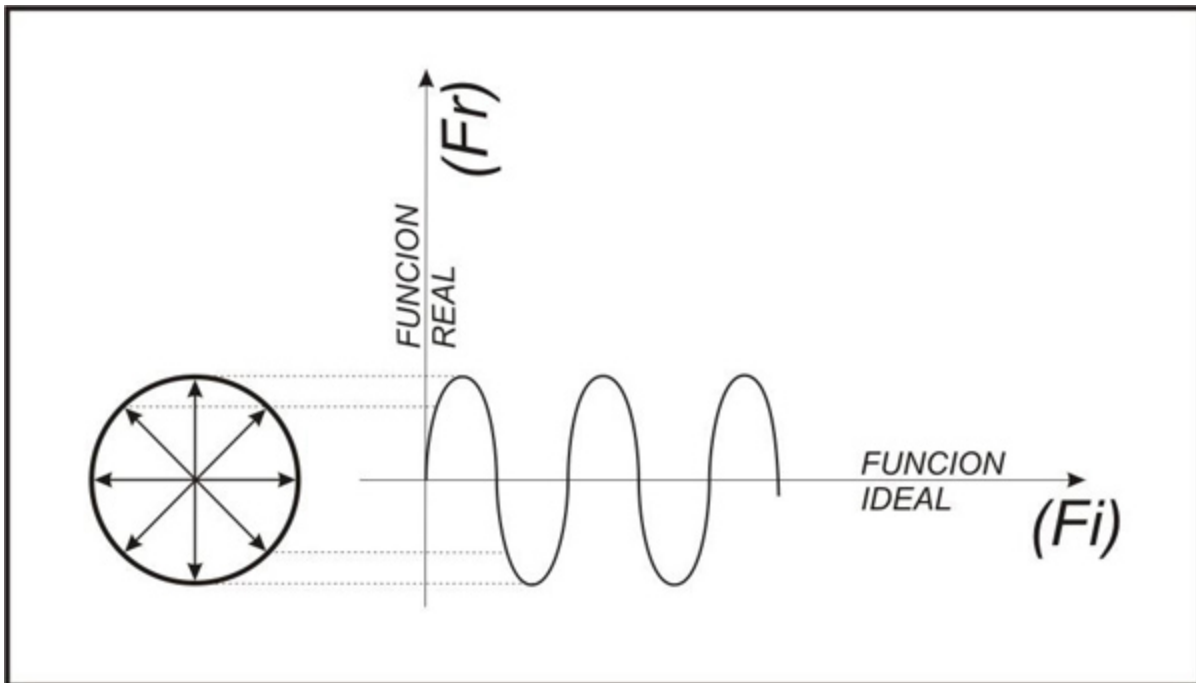 (Fr)
FUNCION
REAL
FUNCION
IDEAL
(Fi)